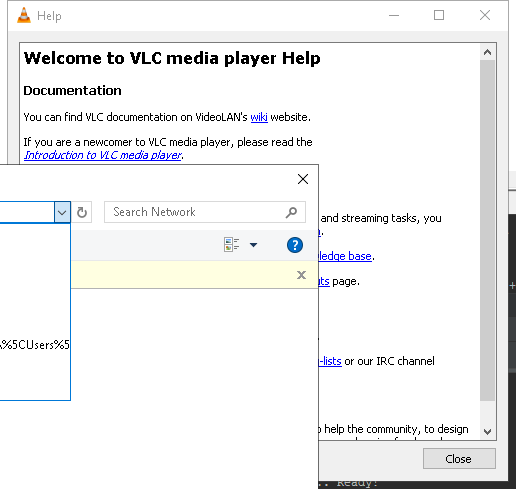 Help
Welcome to VLC media player Help
Documentation
You can find VLC documentation on VideoLAN's wiki website.
If you are a newcomer to VLC media player, please read the
Introduction to VLC media player.
Search Network
and streaming tasks, you
ledge base.
page.
%5CUsers%5
-lists or our IRC channel
help the community, to design
Close
Ready!